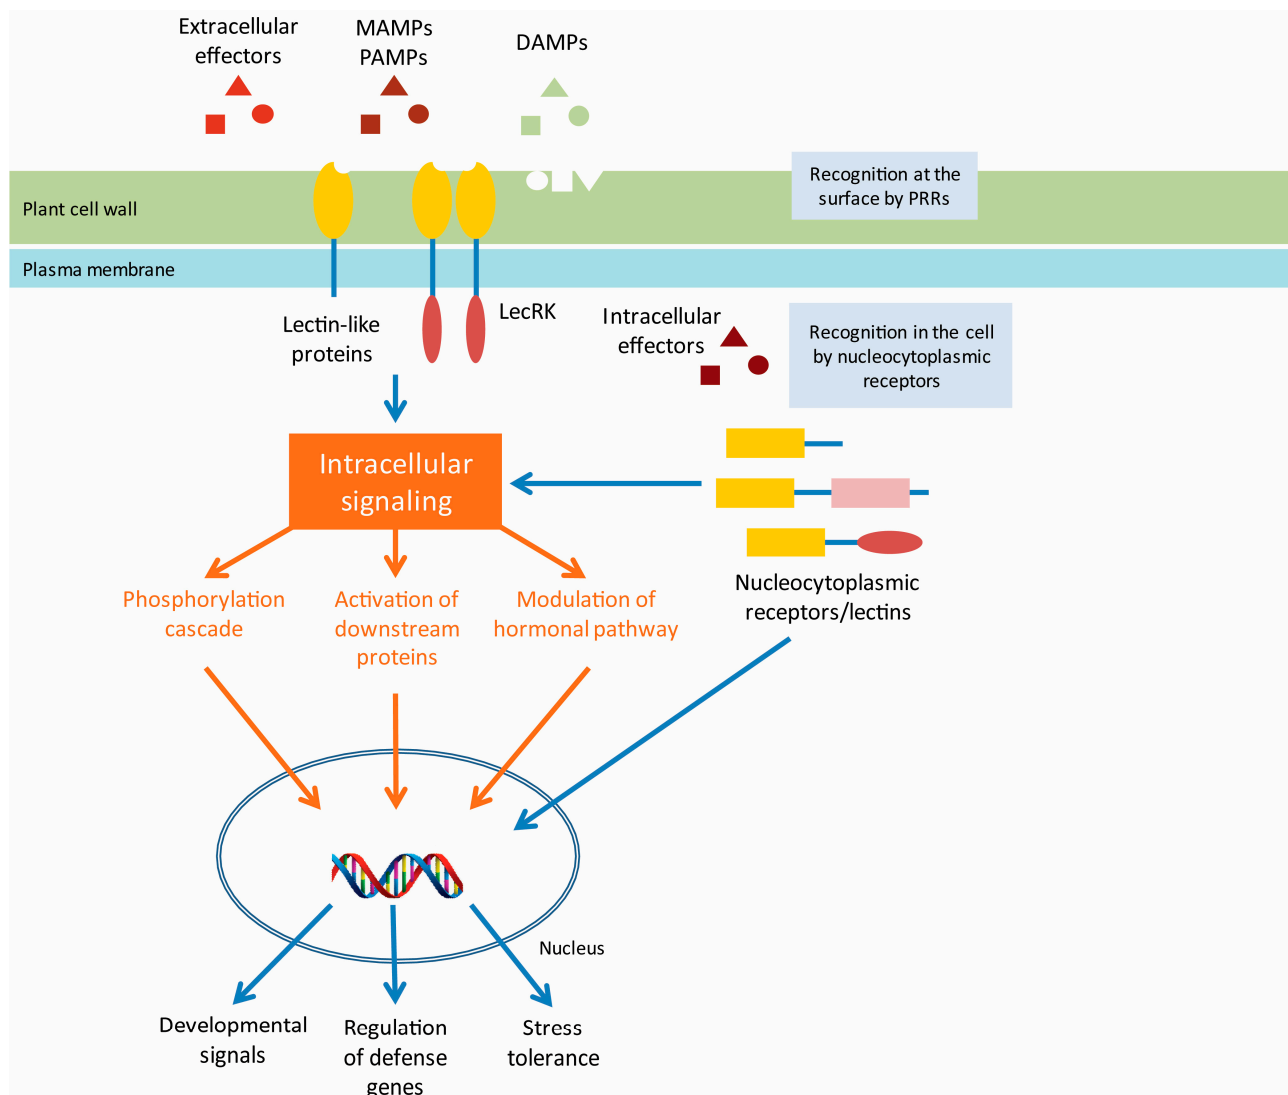 Extracellular
effectors
MAMPs
PAMPs
DAMPs
Recognition at the
surface by PRRs
Plant cell wall
Plasma membrane
Lectin-like
proteins
LecRK
Intracellular
effectors
Recognition in the cell
by nucleocytoplasmic
receptors
Intracellular
signaling
Phosphorylation
cascade
Activation of
downstream
proteins
Modulation of
hormonal pathway
Nucleocytoplasmic
receptors/lectins
Nucleus
Developmental
signals
Regulation
of defense
genes
Stress
tolerance